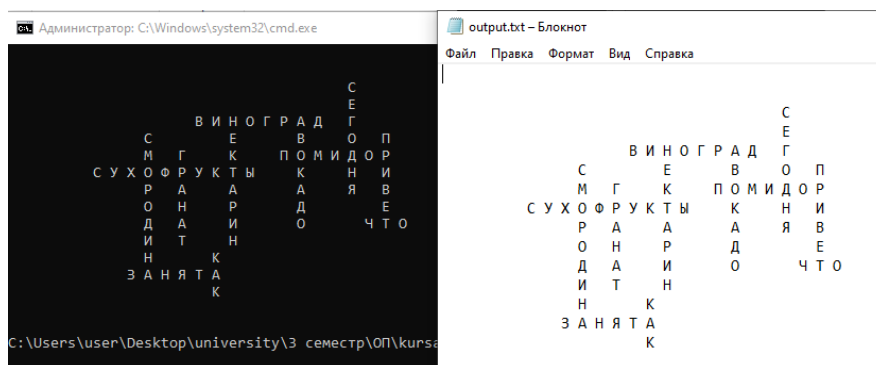 Администратор: C:\Windows\system32\cmd.exe
С
Е
В И Н О Г Р А Д Г
С Е В О П
М Г К П О М И Д О Р
С У Х О Ф Р У К Т Ы К Н И
Р А А А Я В
О Н Р Д Е
Д А И О Ч Т О
И Т Н
Н К
З А Н Я Т А
К
C:\Users\user\Desktop\university\3 семестр\ОП\kursa
output.txt – Блокнот
Файл Правка Формат Вид Справка
С
Е
В И Н О Г Р А Д Г
С Е В О П
М Г К П О М И Д О Р
С У Х О Ф Р У К Т Ы К Н И
Р А А А Я В
О Н Р Д Е
Д А И О Ч Т О
И Т Н
Н К
З А Н Я Т А
К